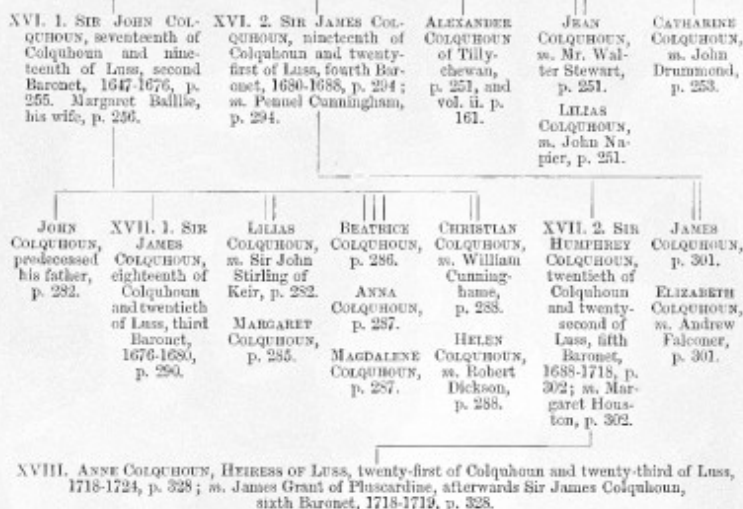 XVI. 1. SIR JOHN COL-
QUHOUN, seventeenth of
Colquhoun and nine-
teenth of Luss, second
Baronet, 1647-1676, p.
255. Margaret Baillie,
his wife, p. 256.
XVI. 2. SIR JAMES COL-
QUHOUN, nineteenth of
Colquhoun and twenty-
first of Luss, fourth Bar-
onet, 1680-1688, p. 294;
m. Pennel Cunningham,
p. 294.
ALEXANDER
COLQUHOUN
of Tilly-
chewan,
p. 251, and
vol. ii. p.
161.
JEAN
COLQUHOUN,
m. Mr. Wal-
ter Stewart,
p. 251.
LILIAS
COLQUHOUN,
m. John Na-
pier, p. 251.
CATHARINE
COLQUHOUN,
m. John
Drummond,
p. 253.
JOHN
COLQUHOUN,
predeceased
his father,
p. 282.
XVII. 1. SIR
JAMES
COLQUHOUN,
eighteenth of
Colquhoun
and twentieth
of Luss, third
Baronet,
1676-1680,
p. 290.
LILIAS
COLQUHOUN,
m. Sir John
Stirling of
Keir, p. 282.
MARGARET
COLQUHOUN,
p. 285.
BEATRICE
COLQUHOUN,
p. 286.
ANNA
COLQUHOUN,
p. 287.
MAGDALENE
COLQUHOUN,
p. 287.
CHRISTIAN
COLQUHOUN,
m. William
Cunning-
hame,
p. 288.
HELEN
COLQUHOUN,
m. Robert
Dickson,
p. 288.
XVII. 2. SIR
HUMPHREY
COLQUHOUN,
twentieth of
Colquhoun
and twenty-
second of
Luss, fifth
Baronet,
1688-1718, p.
302; m. Mar-
garet Hous-
ton, p. 302.
JAMES
COLQUHOUN,
p. 301.
ELIZABETH
COLQUHOUN,
m. Andrew
Falconer,
p. 301.
XVIII. ANNE COLQUHOUN, HEIRESS OF LUSS, twenty-first of Colquhoun and twenty-third of Luss,
1718-1724, p. 328; m. James Grant of Pluscardine, afterwards Sir James Colquhoun,
sixth Baronet, 1718-1719, p. 328.